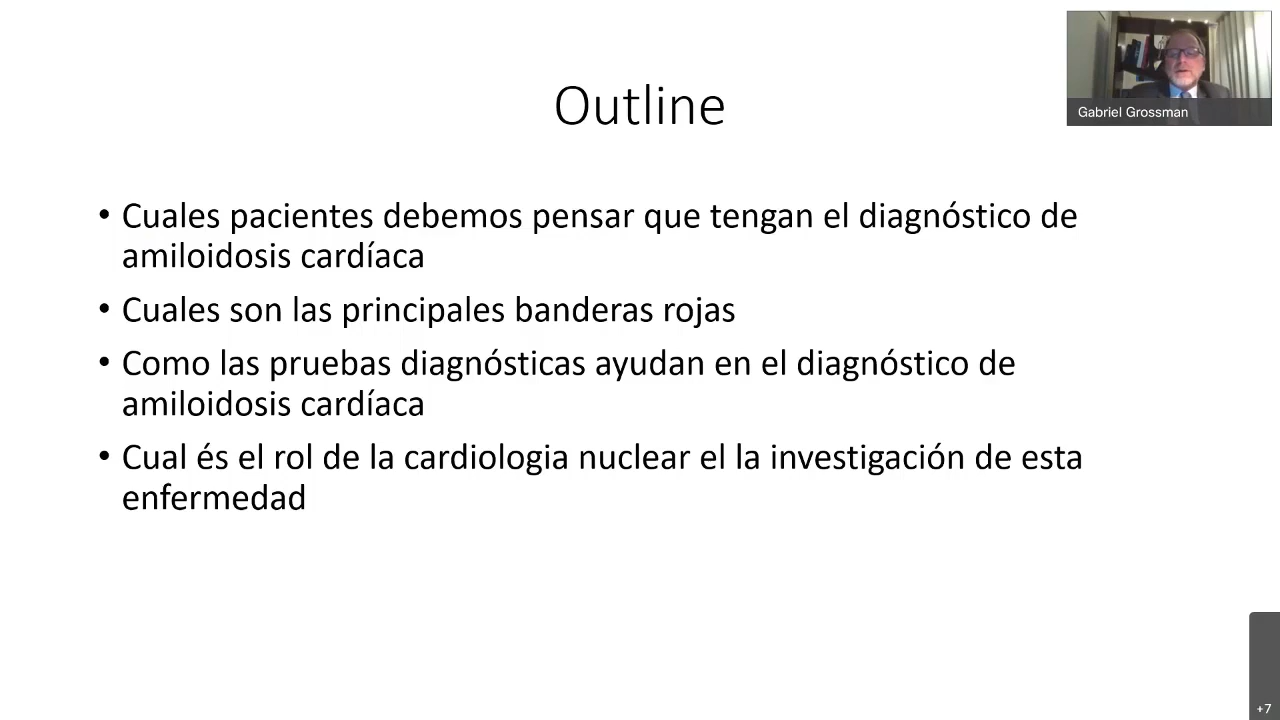 Outline
Gabriel Grossman
• Cuales pacientes debemos pensar que tengan el diagnóstico de
amiloidosis cardíaca
• Cuales son las principales banderas rojas
• Como las pruebas diagnósticas ayudan en el diagnóstico de
amiloidosis cardíaca
• Cual és el rol de la cardiologia nuclear el la investigación de esta
enfermedad
+7